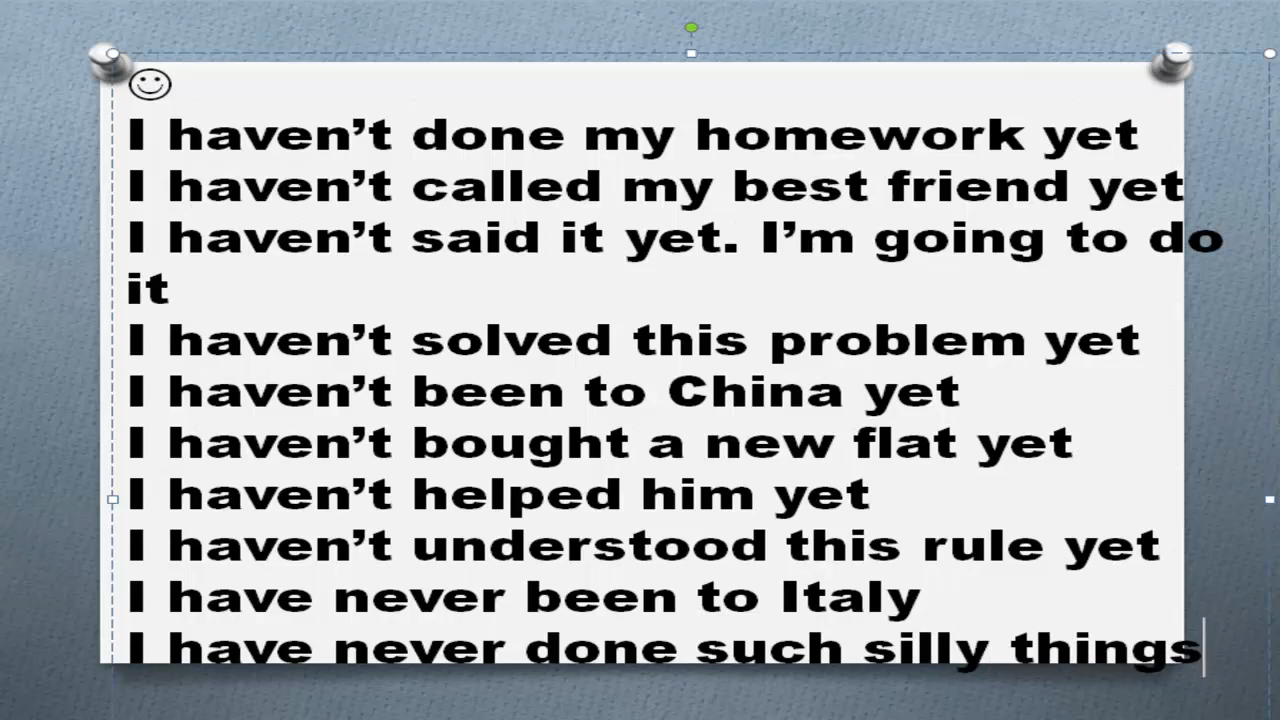 I haven’t done my homework yet
I haven’t called my best friend yet
I haven’t said it yet. I’m going to do
it
I haven’t solved this problem yet
I haven’t been to China yet
I haven’t bought a new flat yet
I haven’t helped him yet
I haven’t understood this rule yet
I have never been to Italy
I have never done such silly things